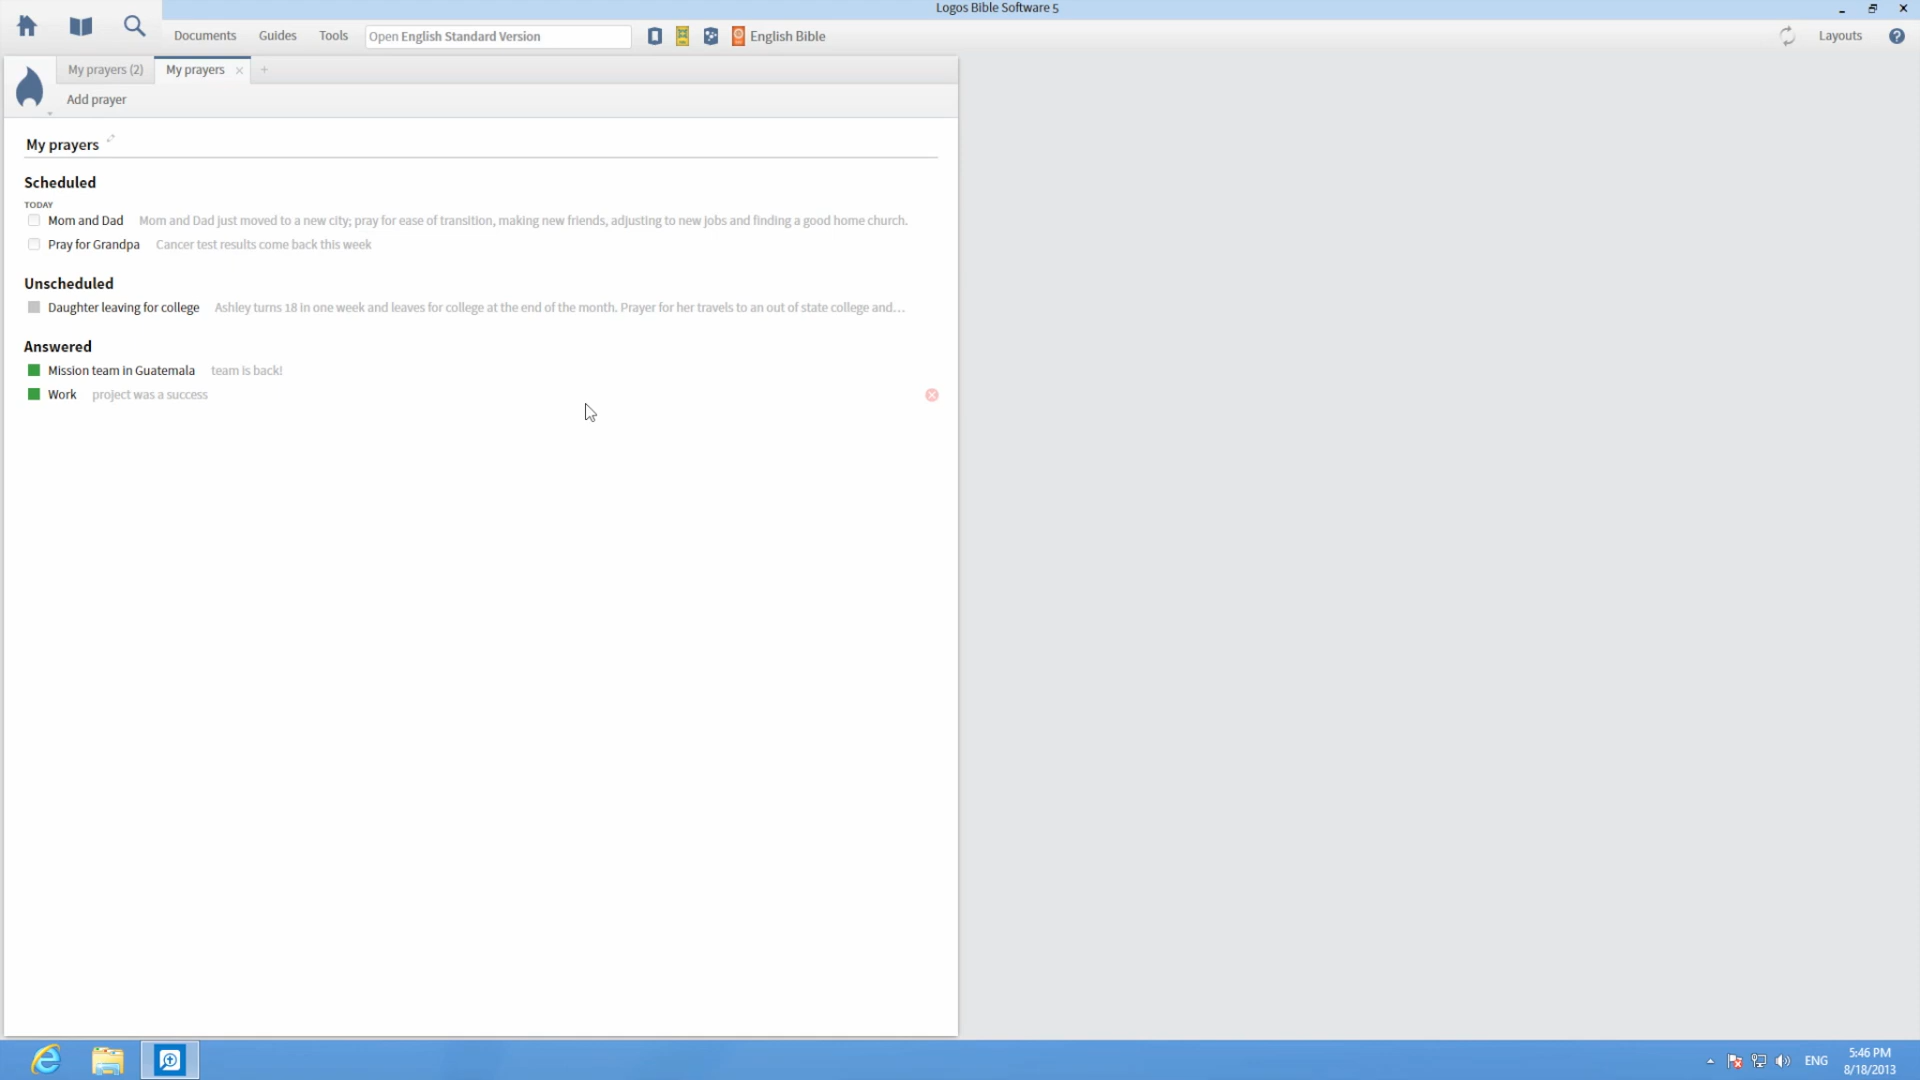 Logos Bible Software 5
Documents Guides Tools Open English Standard Version English Bible Layouts ?
My prayers (2) My prayers × +
Add prayer
My prayers
Scheduled
TODAY
Mom and Dad Mom and Dad just moved to a new city; pray for ease of transition, making new friends, adjusting to new jobs and finding a good home church.
Pray for Grandpa Cancer test results come back this week
Unscheduled
Daughter leaving for college Ashley turns 18 in one week and leaves for college at the end of the month. Prayer for her travels to an out of state college and...
Answered
Mission team in Guatemala team is back!
Work project was a success
ENG 5:46 PM
8/18/2013